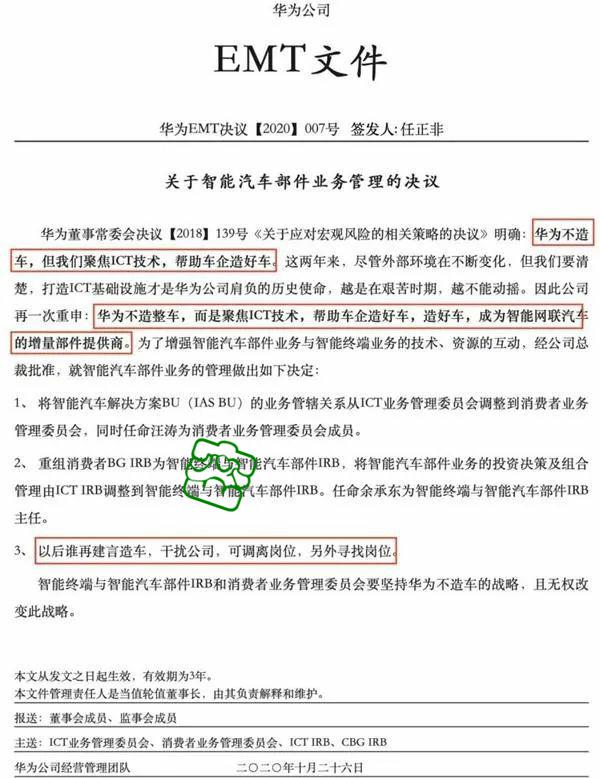 华为公司
EMT文件
华为EMT决议【2020】007号 签发人:任正非
关于智能汽车部件业务管理的决议
华为董事常委会决议【2018】139号《关于应对宏观风险的相关策略的决议》明确:华为不造
车,但我们聚焦ICT技术,帮助车企造好车。这两年来,尽管外部环境在不断变化,但我们要清
楚,打造ICT基础设施才是华为公司肩负的历史使命,越是在艰苦时期,越不能动摇。因此公司
再一次重申:华为不造整车,而是聚焦ICT技术,帮助车企造好车,造好车,成为智能网联汽车
的增量部件提供商。为了增强智能汽车部件业务与智能终端业务的技术、资源的互动,经公司总
裁批准,就智能汽车部件业务的管理做出如下决定:
1、 将智能汽车解决方案BU(IAS BU)的业务管辖关系从ICT业务管理委员会调整到消费者业务
管理委员会,同时任命汪涛为消费者业务管理委员会成员。
2、 重组消费者BG IRB为智能终端与智能汽车部件IRB,将智能汽车部件业务的投资决策及组合
管理由ICT IRB调整到智能终端与智能汽车部件IRB。任命余承东为智能终端与智能汽车部件IRB
主任。
3、 以后谁再建言造车,干扰公司,可调离岗位,另外寻找岗位。
智能终端与智能汽车部件IRB和消费者业务管理委员会要坚持华为不造车的战略,且无权改
变此战略。
本文从发文之日起生效,有效期为3年。
本文件管理责任人是当值轮值董事长,由其负责解释和维护。
报送:董事会成员、监事会成员
主送:ICT业务管理委员会、消费者业务管理委员会、ICT IRB、CBG IRB
华为公司经营管理团队 二〇二〇年十月二十六日